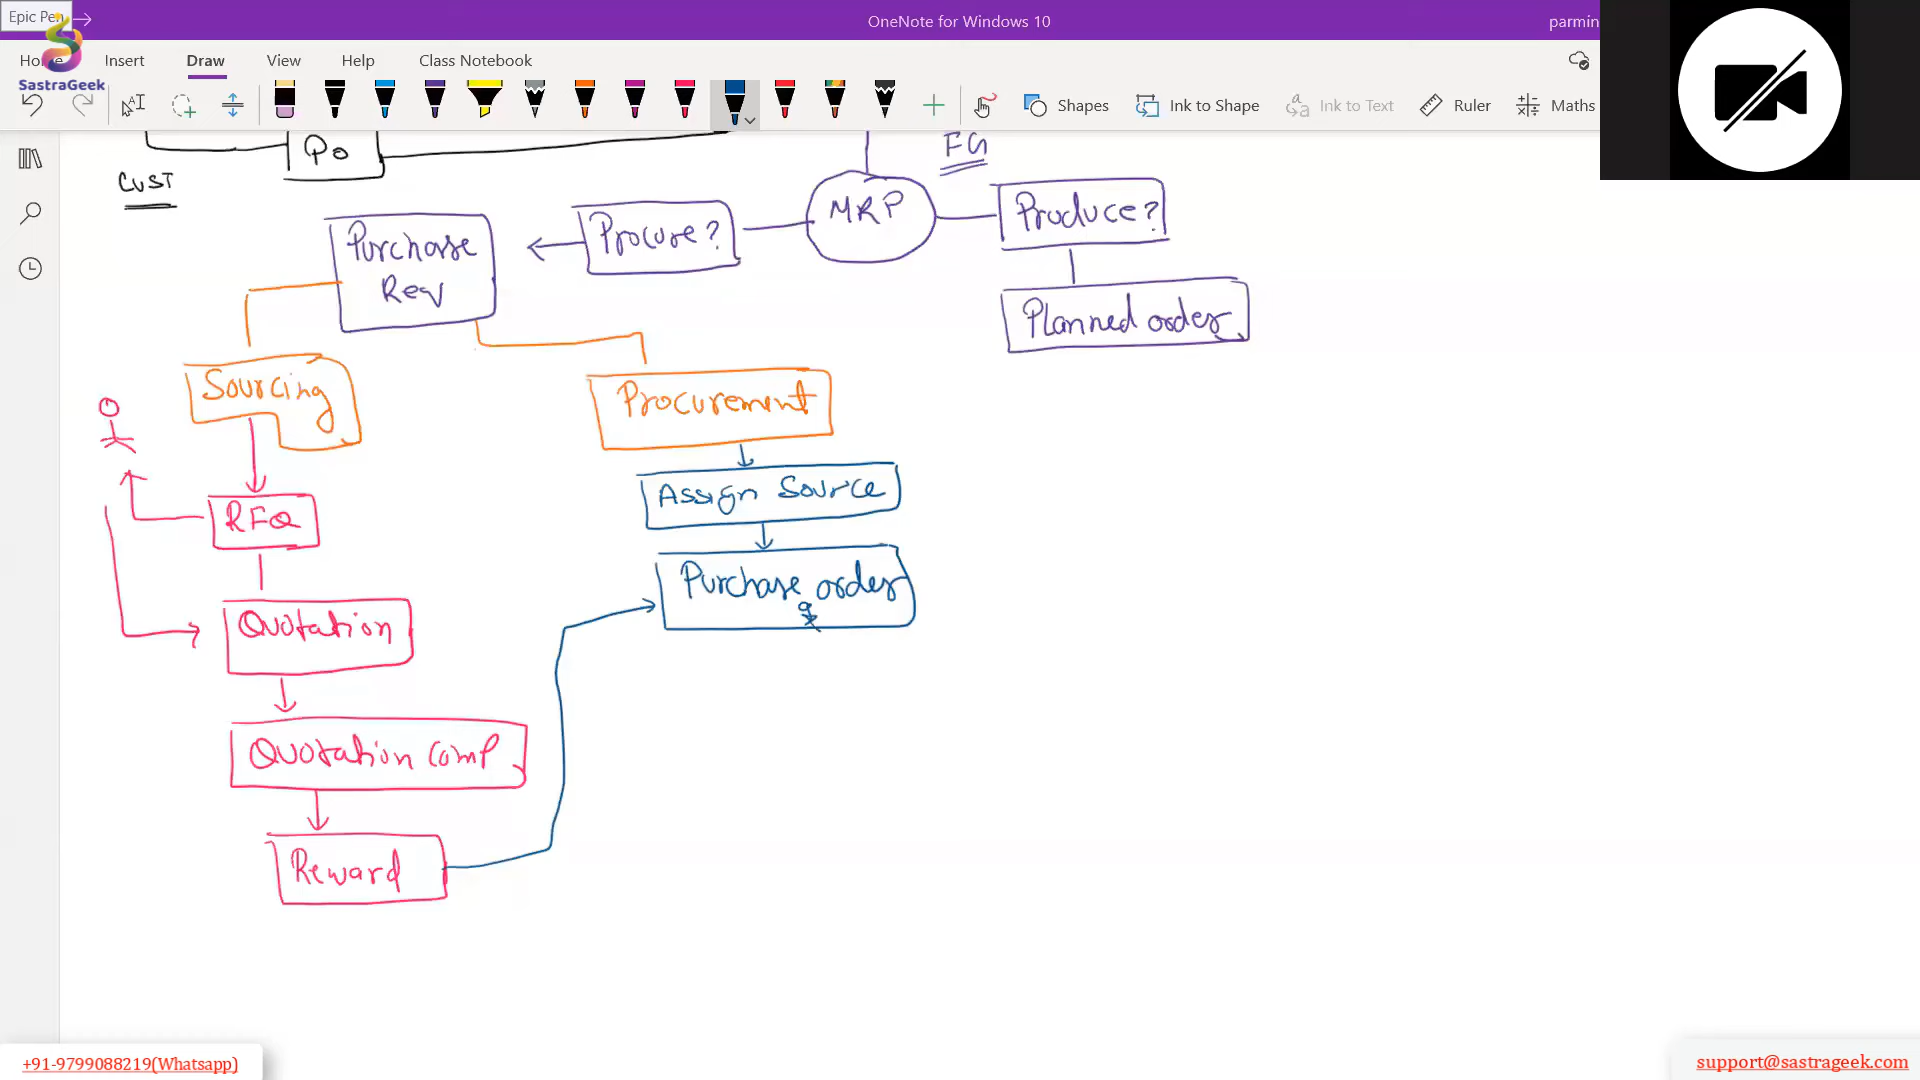 Epic Pen
OneNote for Windows 10
parmin
Home
Insert
Draw
View
Help
Class Notebook
SastraGeek
Shapes
Ink to Shape
Ink to Text
Ruler
Maths
PO
CUST
FG
MRP
Procure?
Produce?
Purchase
Req
Planned order
Sourcing
Procurement
Assign Source
RFQ
Purchase order
Quotation
Quotation Comp
Reward
+91-9799088219(Whatsapp)
support@sastrageek.com